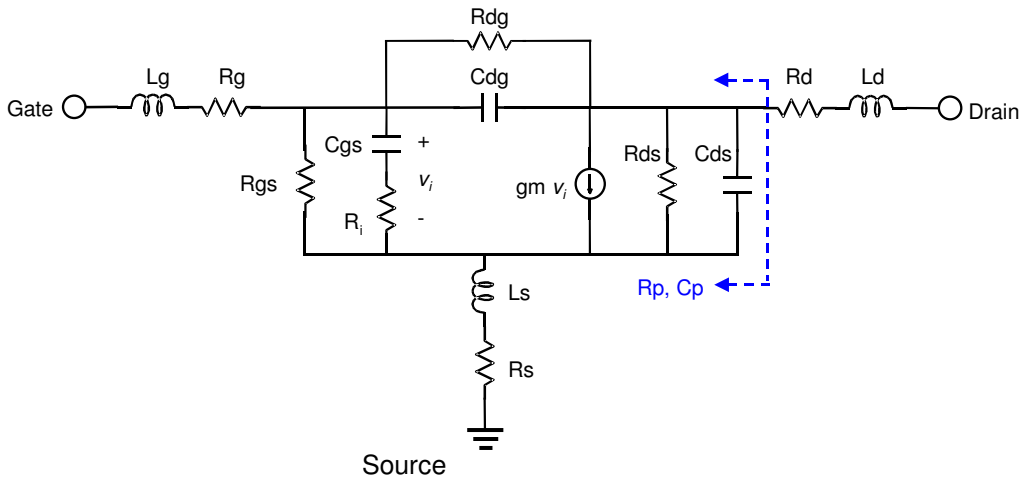 Rdg
Lg
Rg
Cdg
Rd
Ld
Gate
Drain
Cgs
+
Rds
Cds
Rgs
vi
gm vi
Ri
-
Rp, Cp
Ls
Rs
Source